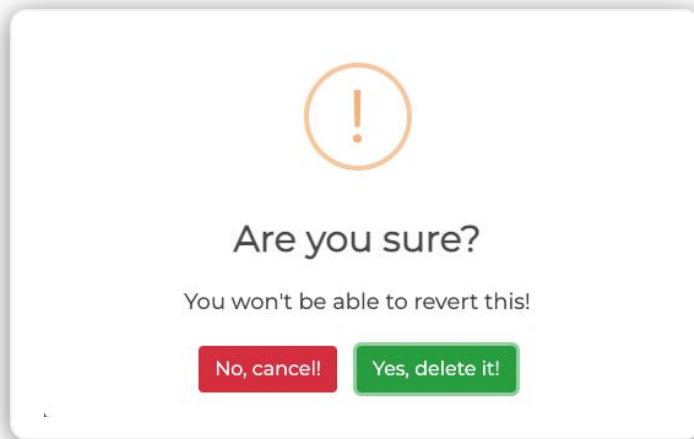 !
Are you sure?
You won't be able to revert this!
No, cancel! Yes, delete it!